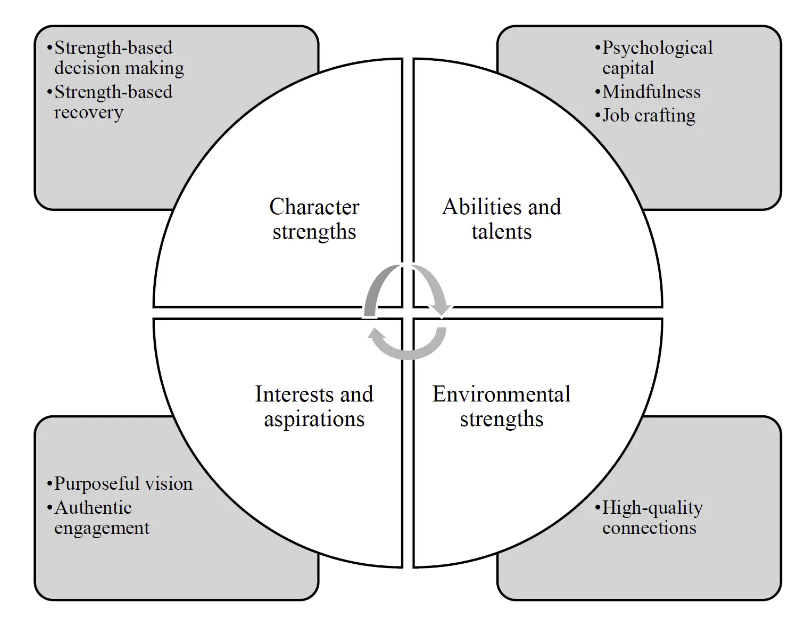 •Strength-based
decision making
•Strength-based
recovery
•Psychological
capital
•Mindfulness
•Job crafting
Character
strengths
Abilities and
talents
Interests and
aspirations
Environmental
strengths
•Purposeful vision
•Authentic
engagement
•High-quality
connections